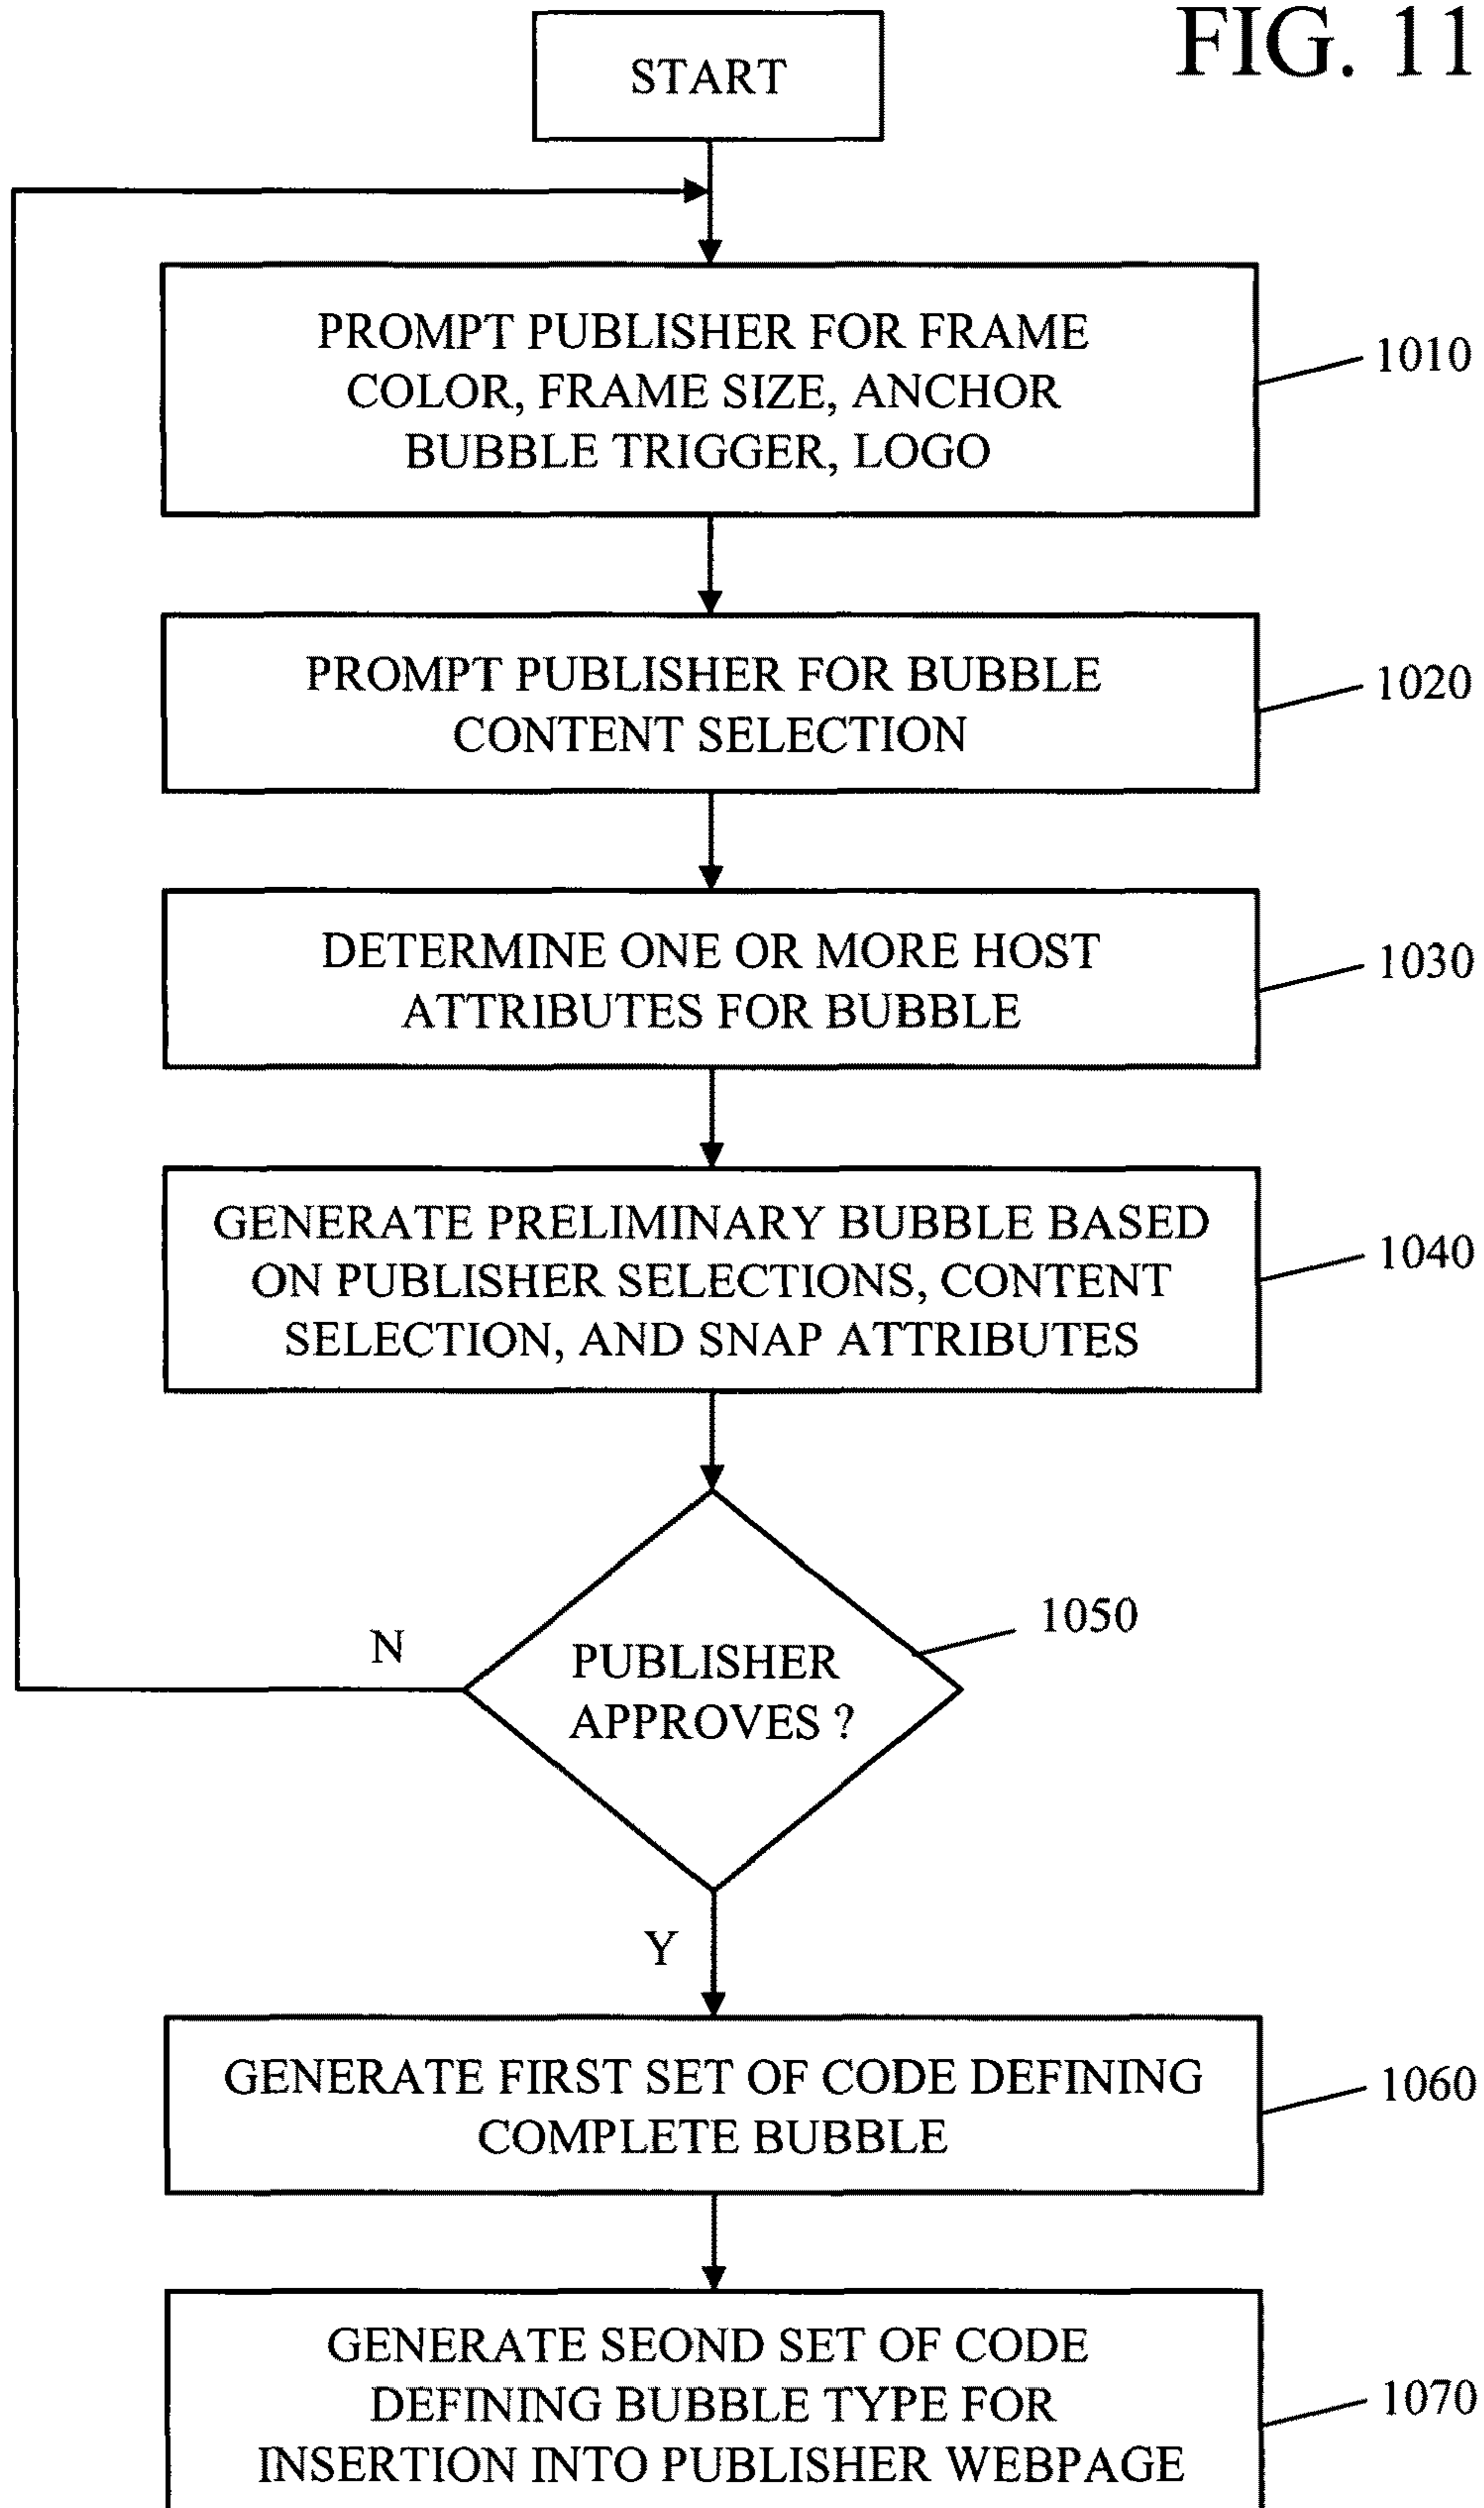 FIG. 11
START
PROMPT PUBLISHER FOR FRAME
COLOR, FRAME SIZE, ANCHOR
BUBBLE TRIGGER, LOGO
1010
PROMPT PUBLISHER FOR BUBBLE
CONTENT SELECTION
1020
DETERMINE ONE OR MORE HOST
ATTRIBUTES FOR BUBBLE
1030
GENERATE PRELIMINARY BUBBLE BASED
ON PUBLISHER SELECTIONS, CONTENT
SELECTION, AND SNAP ATTRIBUTES
1040
PUBLISHER
APPROVES ?
1050
N
Y
GENERATE FIRST SET OF CODE DEFINING
COMPLETE BUBBLE
1060
GENERATE SEOND SET OF CODE
DEFINING BUBBLE TYPE FOR
INSERTION INTO PUBLISHER WEBPAGE
1070